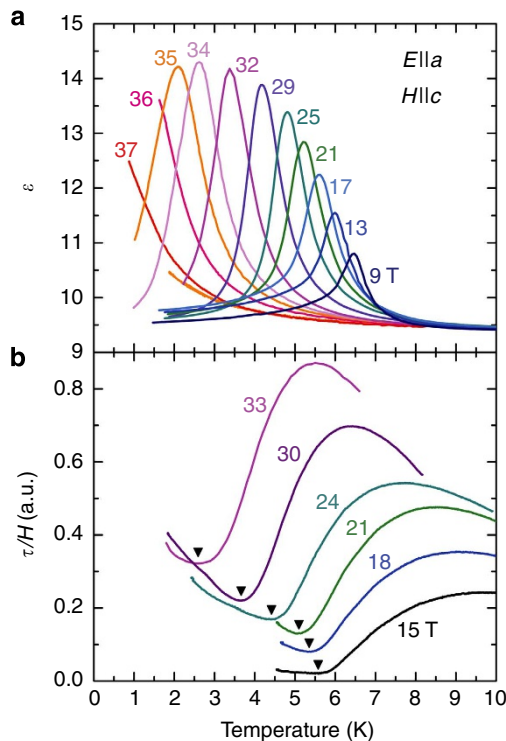 a
15
14
13
12
11
10
9
ε
35
34
36
32
37
29
25
21
17
13
9 T
E||a
H||c
b
0.8
0.6
0.4
0.2
0.0
τ/H (a.u.)
33
30
24
21
18
15 T
0 1 2 3 4 5 6 7 8 9 10
Temperature (K)